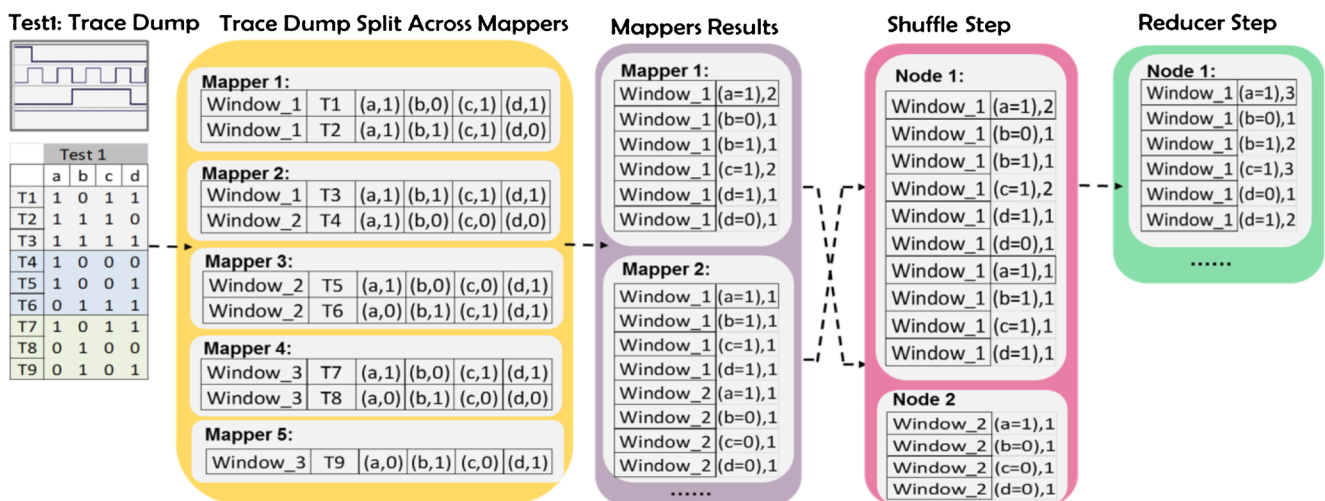 Test1: Trace Dump
Trace Dump Split Across Mappers
Mappers Results
Shuffle Step
Reducer Step
Test 1
a b c d
T1 1 0 1 1
T2 1 1 1 0
T3 1 1 1 1
T4 1 0 0 0
T5 1 0 0 1
T6 0 1 1 1
T7 1 0 1 1
T8 0 1 0 0
T9 0 1 0 1
Mapper 1:
Window_1 T1 (a,1) (b,0) (c,1) (d,1)
Window_1 T2 (a,1) (b,1) (c,1) (d,0)
Mapper 2:
Window_1 T3 (a,1) (b,1) (c,1) (d,1)
Window_2 T4 (a,1) (b,0) (c,0) (d,0)
Mapper 3:
Window_2 T5 (a,1) (b,0) (c,0) (d,1)
Window_2 T6 (a,0) (b,1) (c,1) (d,1)
Mapper 4:
Window_3 T7 (a,1) (b,0) (c,1) (d,1)
Window_3 T8 (a,0) (b,1) (c,0) (d,0)
Mapper 5:
Window_3 T9 (a,0) (b,1) (c,0) (d,1)
Mapper 1:
Window_1 (a=1),2
Window_1 (b=0),1
Window_1 (b=1),1
Window_1 (c=1),2
Window_1 (d=1),1
Window_1 (d=0),1
Mapper 2:
Window_1 (a=1),1
Window_1 (b=1),1
Window_1 (c=1),1
Window_1 (d=1),1
Window_2 (a=1),1
Window_2 (b=0),1
Window_2 (c=0),1
Window_2 (d=0),1
......
Node 1:
Window_1 (a=1),2
Window_1 (b=0),1
Window_1 (b=1),1
Window_1 (c=1),2
Window_1 (d=1),1
Window_1 (d=0),1
Window_1 (a=1),1
Window_1 (b=1),1
Window_1 (c=1),1
Window_1 (d=1),1
Node 2
Window_2 (a=1),1
Window_2 (b=0),1
Window_2 (c=0),1
Window_2 (d=0),1
Node 1:
Window_1 (a=1),3
Window_1 (b=0),1
Window_1 (b=1),2
Window_1 (c=1),3
Window_1 (d=0),1
Window_1 (d=1),2
......